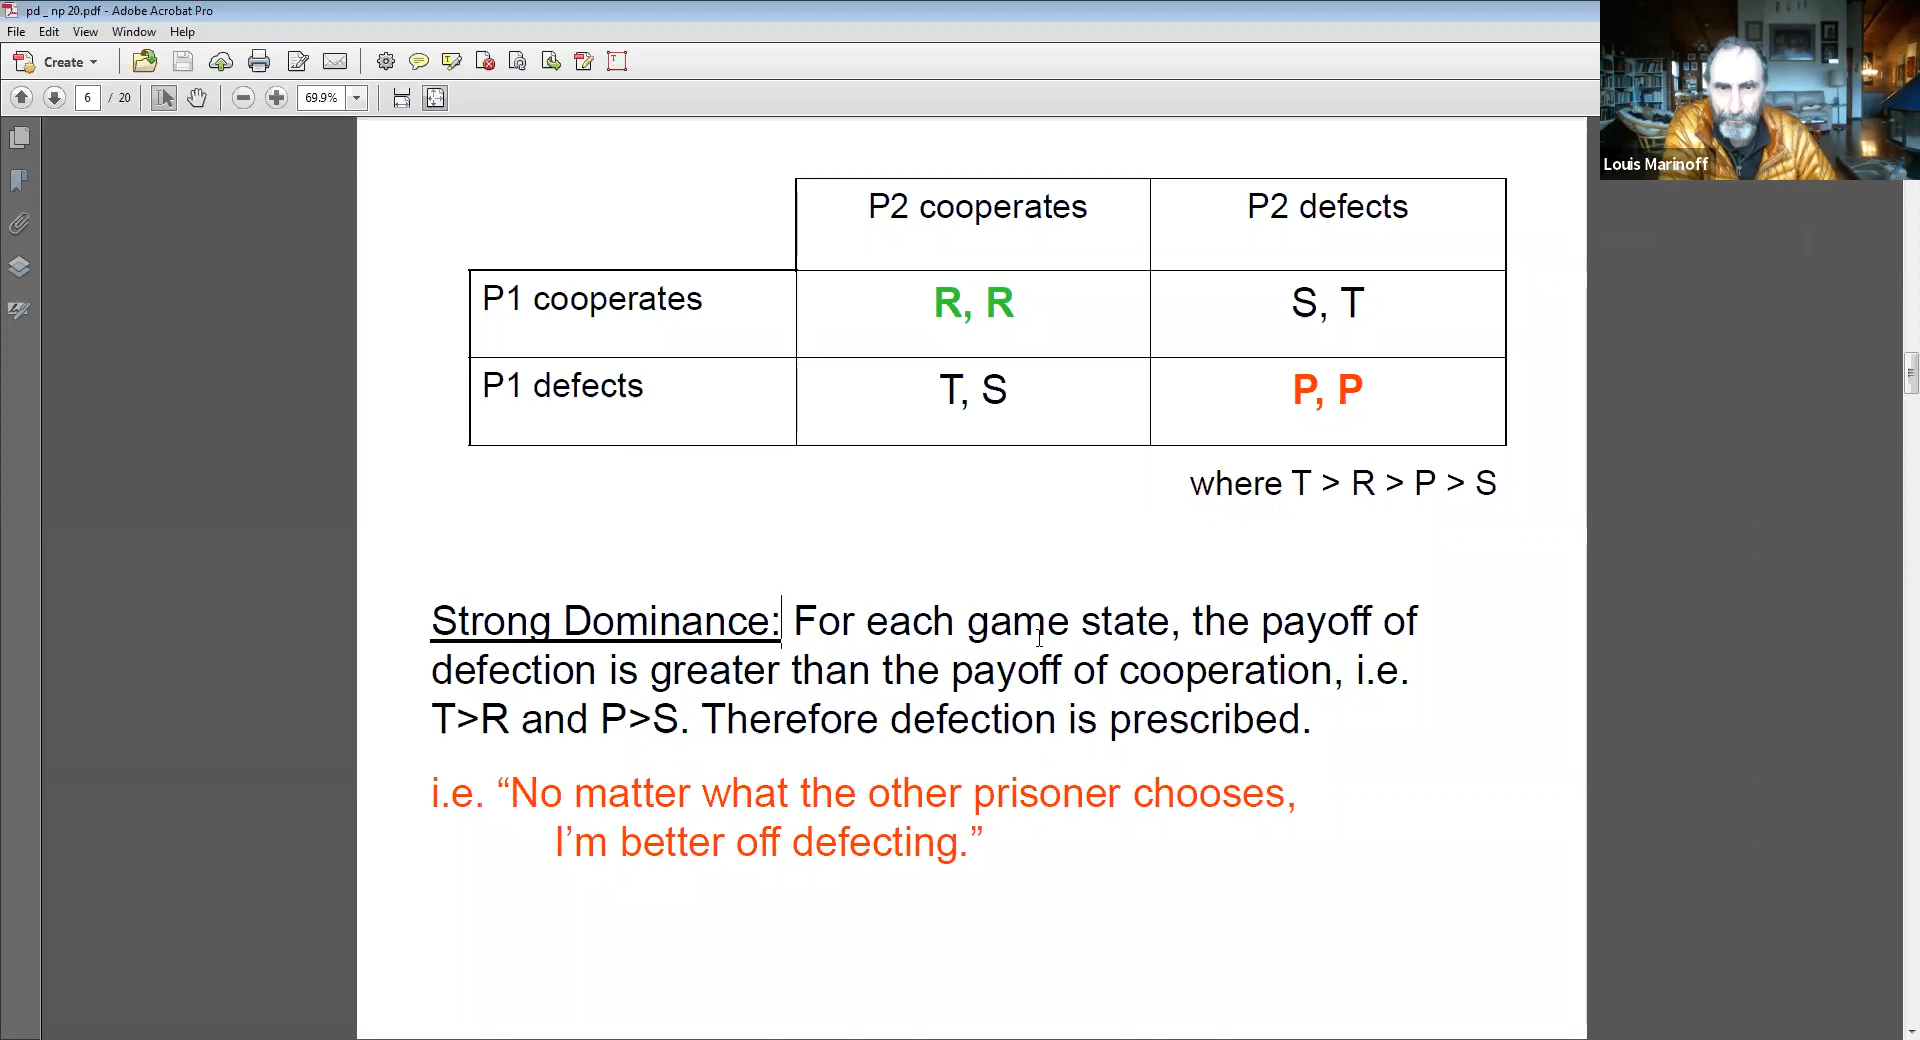 pd _ np 20.pdf - Adobe Acrobat Pro
File Edit View Window Help
Create
6 / 20 69.9%
Louis Marinoff
P2 cooperates P2 defects
P1 cooperates R, R S, T
P1 defects T, S P, P
where T > R > P > S
Strong Dominance: For each game state, the payoff of
defection is greater than the payoff of cooperation, i.e.
T>R and P>S. Therefore defection is prescribed.
i.e. “No matter what the other prisoner chooses,
I’m better off defecting.”